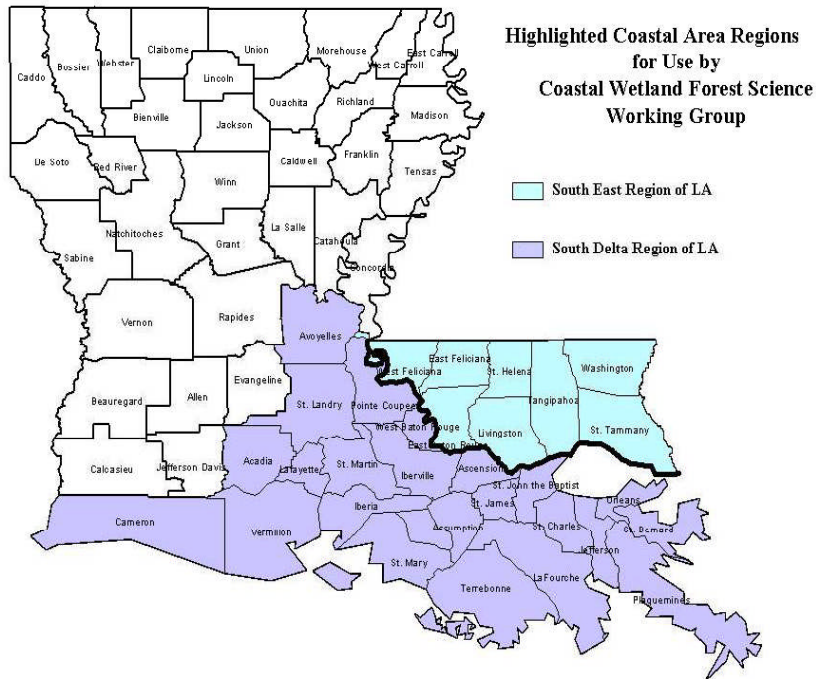 Highlighted Coastal Area Regions
for Use by
Coastal Wetland Forest Science
Working Group
South East Region of LA
South Delta Region of LA
Caddo
Bossier
Webster
Claiborne
Union
Morehouse
West Carroll
East Carroll
Lincoln
Ouachita
Richland
Madison
Bienville
Jackson
Caldwell
Franklin
Tensas
De Soto
Red River
Winn
Natchitoches
Grant
La Salle
Catahoula
Concordia
Sabine
Vernon
Rapides
Avoyelles
Beauregard
Allen
Evangeline
St. Landry
Pointe Coupee
West Feliciana
East Feliciana
St. Helena
Tangipahoa
Washington
St. Tammany
West Baton Rouge
East Baton Rouge
Livingston
Calcasieu
Jefferson Davis
Acadia
Lafayette
St. Martin
Iberville
Ascension
St. John the Baptist
Cameron
Vermilion
Iberia
St. Mary
Assumption
St. James
St. Charles
Orleans
St. Bernard
Jefferson
Plaquemines
Terrebonne
LaFourche